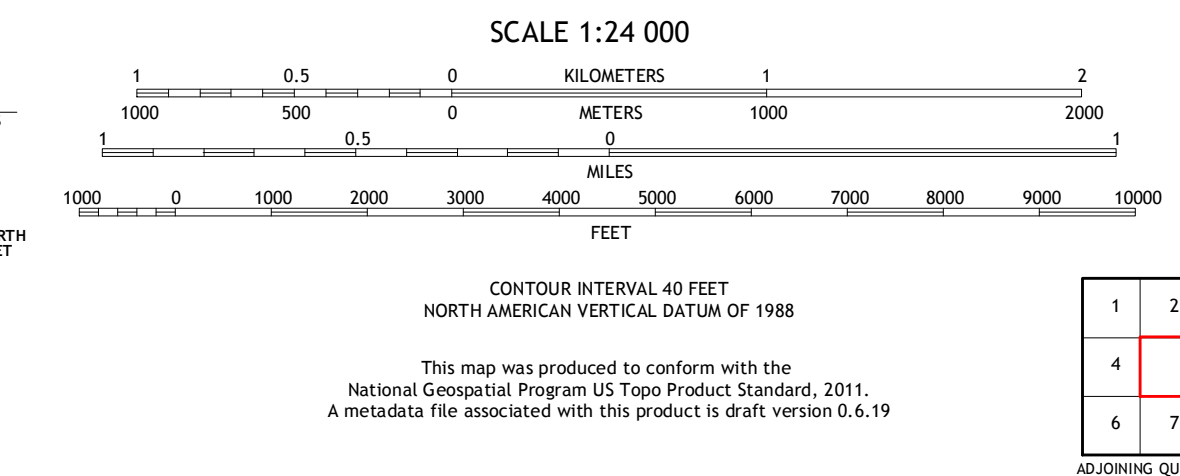 SCALE 1:24 000
1 0.5 0 KILOMETERS 1 2
1000 500 0 METERS 1000 2000
1 0.5 0 1
MILES
1000 0 1000 2000 3000 4000 5000 6000 7000 8000 9000 10000
FEET
RTH
ET
CONTOUR INTERVAL 40 FEET
NORTH AMERICAN VERTICAL DATUM OF 1988
This map was produced to conform with the
National Geospatial Program US Topo Product Standard, 2011.
A metadata file associated with this product is draft version 0.6.19
1 2
4
6 7
ADJOINING QU